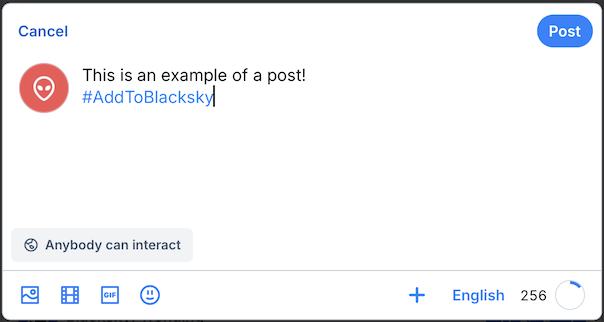 Cancel
Post
This is an example of a post!
#AddToBlacksky
Anybody can interact
GIF
English
256